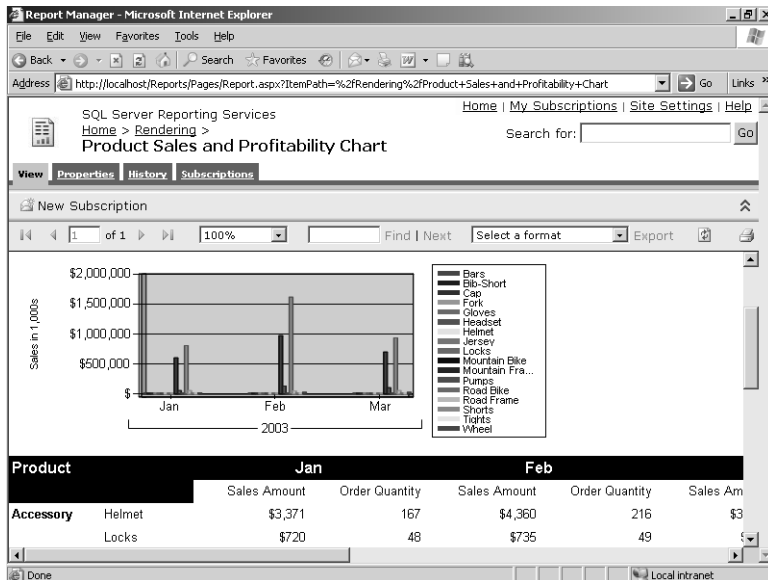 Report Manager - Microsoft Internet Explorer
File Edit View Favorites Tools Help
Back Search Favorites
Address http://localhost/Reports/Pages/Report.aspx?ItemPath=%2fRendering%2fProduct+Sales+and+Profitability+Chart Go Links »
Home | My Subscriptions | Site Settings | Help
SQL Server Reporting Services
Home > Rendering >
Product Sales and Profitability Chart
Search for: Go
View Properties History Subscriptions
New Subscription
1 of 1 100% Find | Next Select a format Export
Sales in 1,000s
$2,000,000
$1,500,000
$1,000,000
$500,000
$ -
Jan Feb Mar
2003
Bars
Bib-Short
Cap
Fork
Gloves
Headset
Helmet
Jersey
Locks
Mountain Bike
Mountain Fra...
Pumps
Road Bike
Road Frame
Shorts
Tights
Wheel
Product Jan Feb
Sales Amount Order Quantity Sales Amount Order Quantity Sales Am
Accessory Helmet $3,371 167 $4,360 216 $3
Locks $720 48 $735 49 $
Done Local intranet